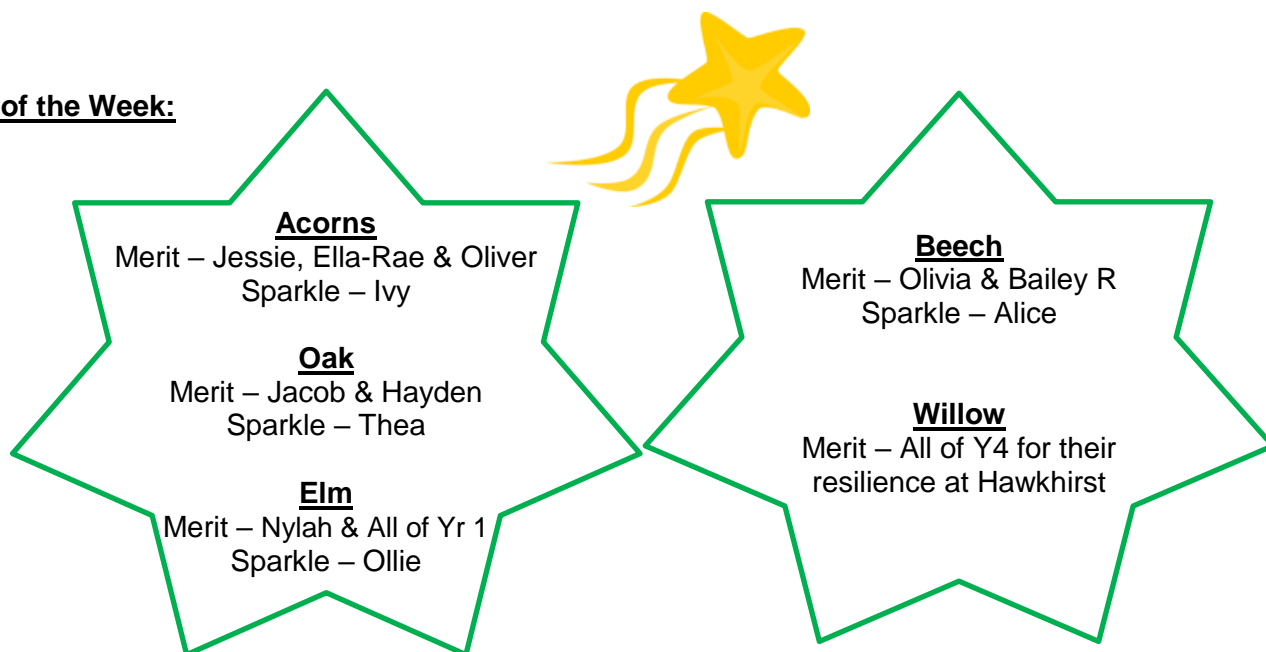 of the Week:
Acorns
Merit – Jessie, Ella-Rae & Oliver
Sparkle – Ivy
Oak
Merit – Jacob & Hayden
Sparkle – Thea
Elm
Merit – Nylah & All of Yr 1
Sparkle – Ollie
Beech
Merit – Olivia & Bailey R
Sparkle – Alice
Willow
Merit – All of Y4 for their
resilience at Hawkhirst